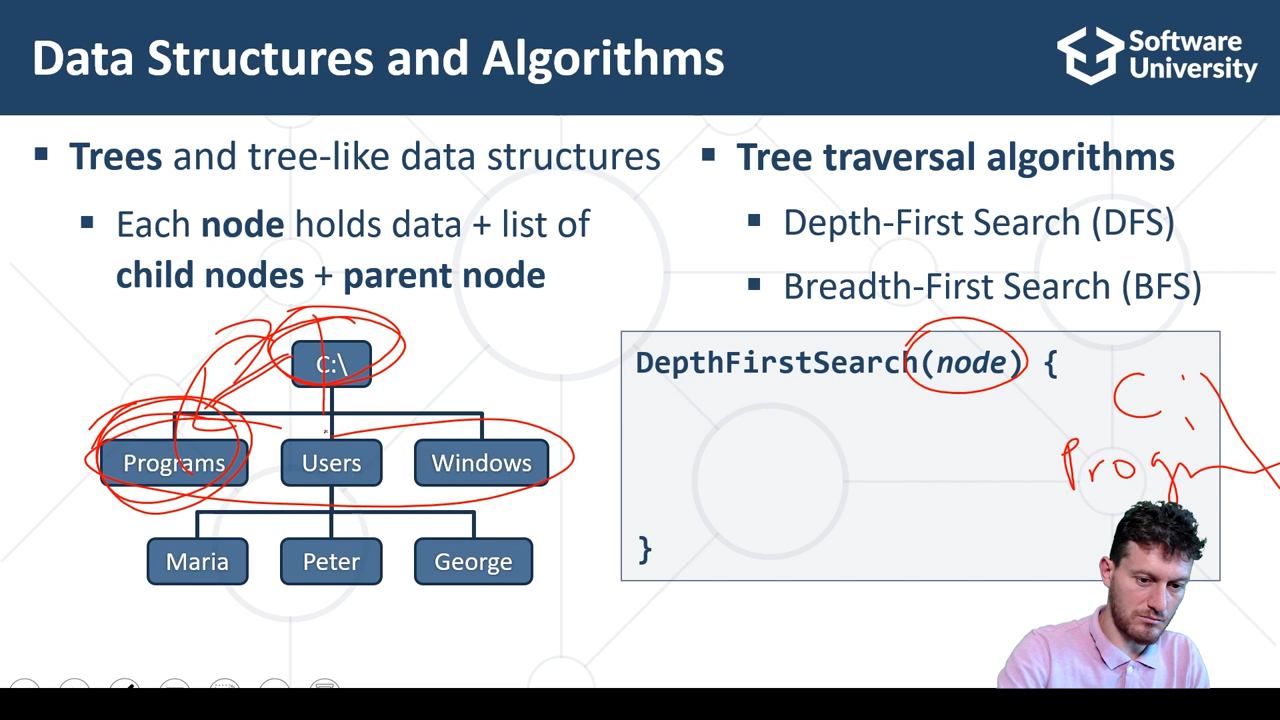 Data Structures and Algorithms
Software
University
▪ Trees and tree-like data structures
▪ Each node holds data + list of
child nodes + parent node
C:\
Programs
Users
Windows
Maria
Peter
George
▪ Tree traversal algorithms
▪ Depth-First Search (DFS)
▪ Breadth-First Search (BFS)
DepthFirstSearch(node) {
C:\
}